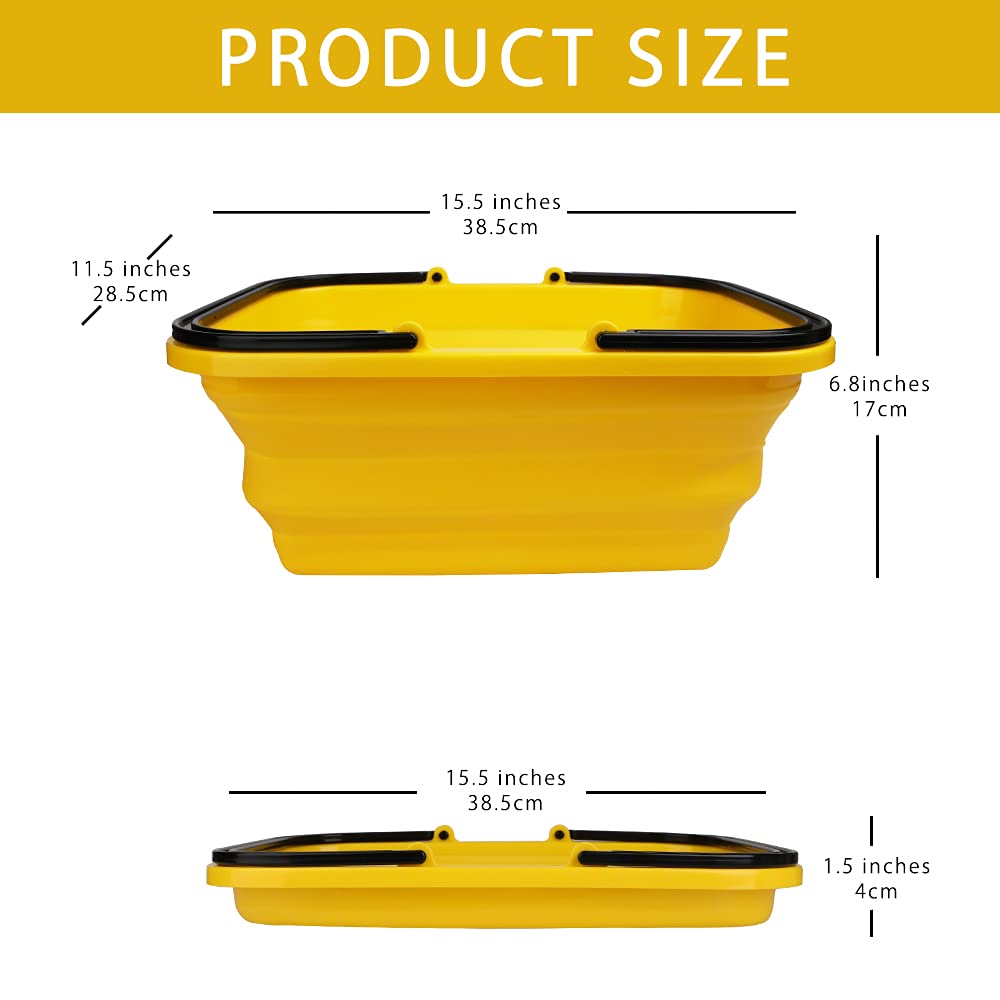 PRODUCT SIZE
15.5 inches
38.5cm
11.5 inches
28.5cm
6.8inches
17cm
15.5 inches
38.5cm
1.5 inches
4cm